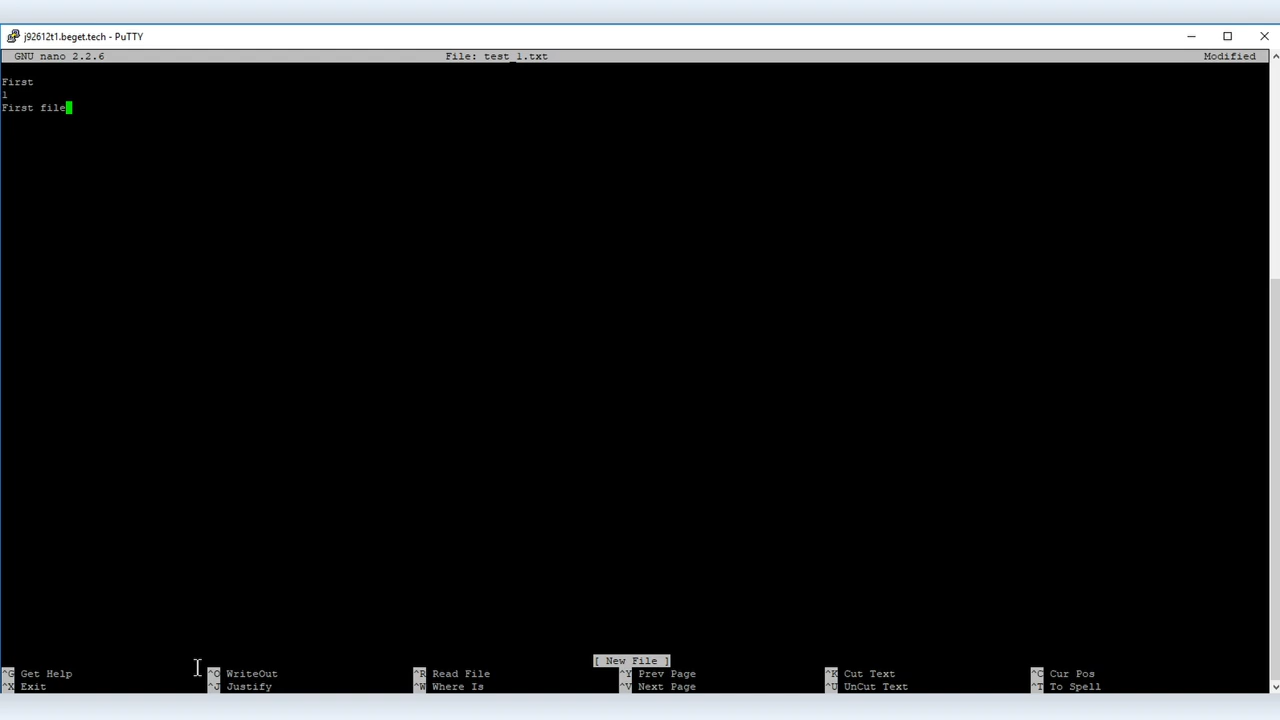 j92612t1.beget.tech - PuTTY
GNU nano 2.2.6 File: test_1.txt Modified
First
1
First file
[ New File ]
^G Get Help ^O WriteOut ^R Read File ^Y Prev Page ^K Cut Text ^C Cur Pos
^X Exit ^J Justify ^W Where Is ^V Next Page ^U UnCut Text ^T To Spell